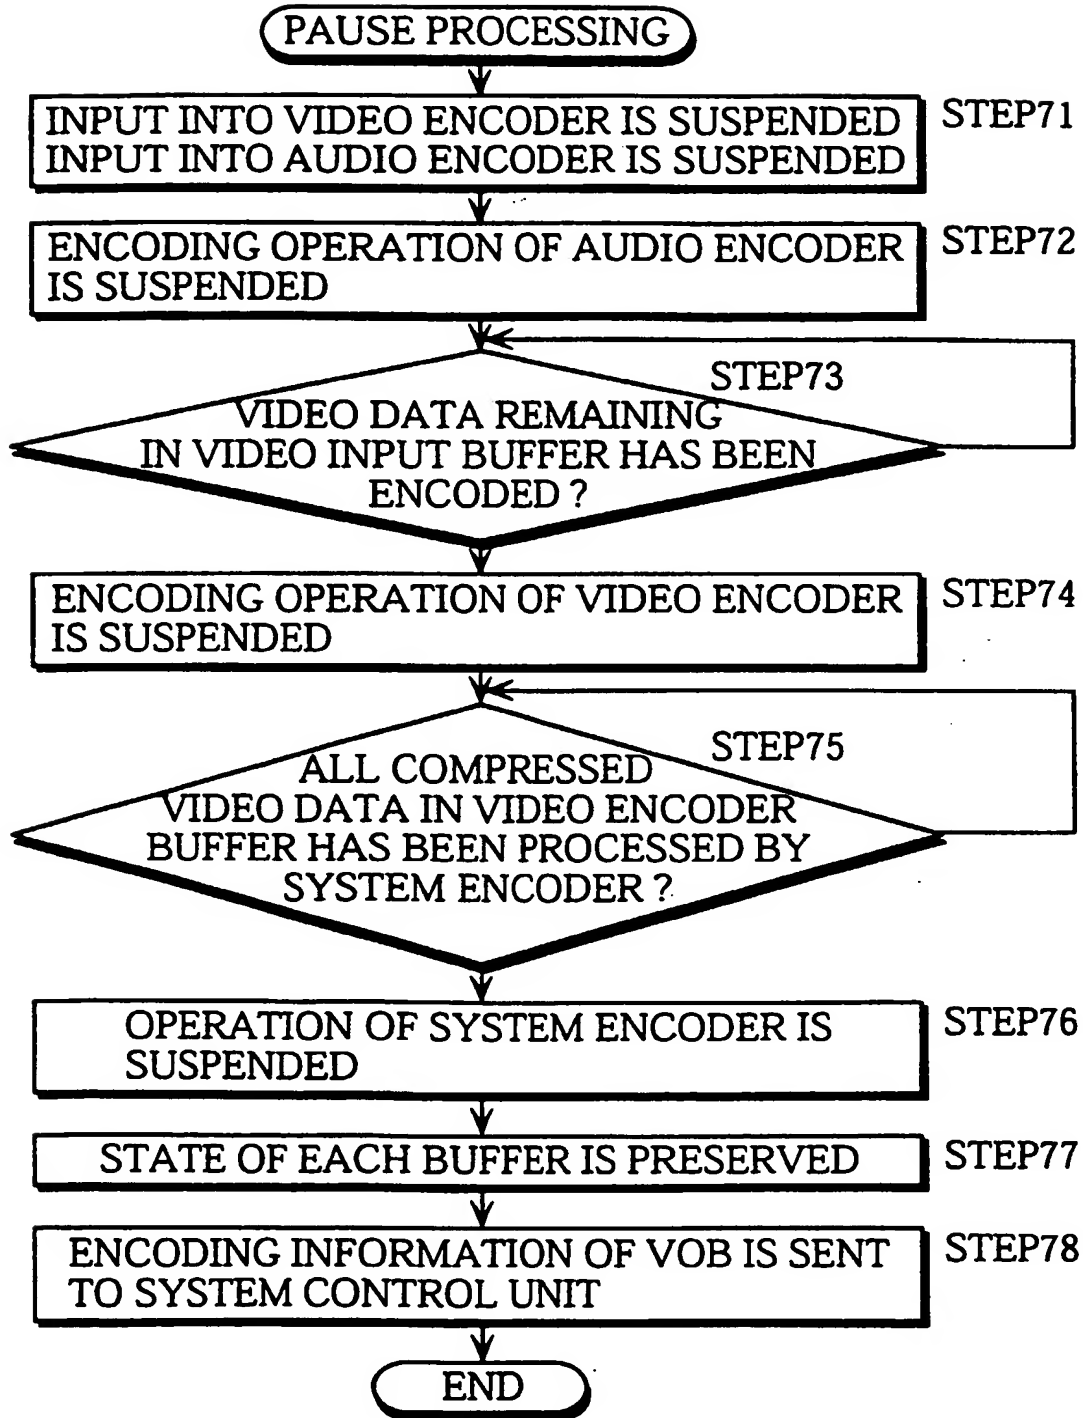 PAUSE PROCESSING
INPUT INTO VIDEO ENCODER IS SUSPENDED
INPUT INTO AUDIO ENCODER IS SUSPENDED
STEP71
ENCODING OPERATION OF AUDIO ENCODER
IS SUSPENDED
STEP72
STEP73
VIDEO DATA REMAINING
IN VIDEO INPUT BUFFER HAS BEEN
ENCODED ?
ENCODING OPERATION OF VIDEO ENCODER
IS SUSPENDED
STEP74
STEP75
ALL COMPRESSED
VIDEO DATA IN VIDEO ENCODER
BUFFER HAS BEEN PROCESSED BY
SYSTEM ENCODER ?
OPERATION OF SYSTEM ENCODER IS
SUSPENDED
STEP76
STATE OF EACH BUFFER IS PRESERVED
STEP77
ENCODING INFORMATION OF VOB IS SENT
TO SYSTEM CONTROL UNIT
STEP78
END